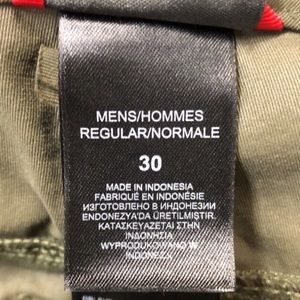 MENS/HOMMES
REGULAR/NORMALE
30
MADE IN INDONESIA
FABRIQUÉ EN INDONÉSIE
ИЗГОТОВЛЕНО В ИНДОНЕЗИИ
ENDONEZYA'DA ÜRETILMIŞTIR.
ΚΑΤΑΣΚΕΥΑΖΕΤΑΙ ΣΤΗΝ
ΙΝΔΟΝΗΣΙΑ
WYPRODUKOWANO W
INDONEZJI